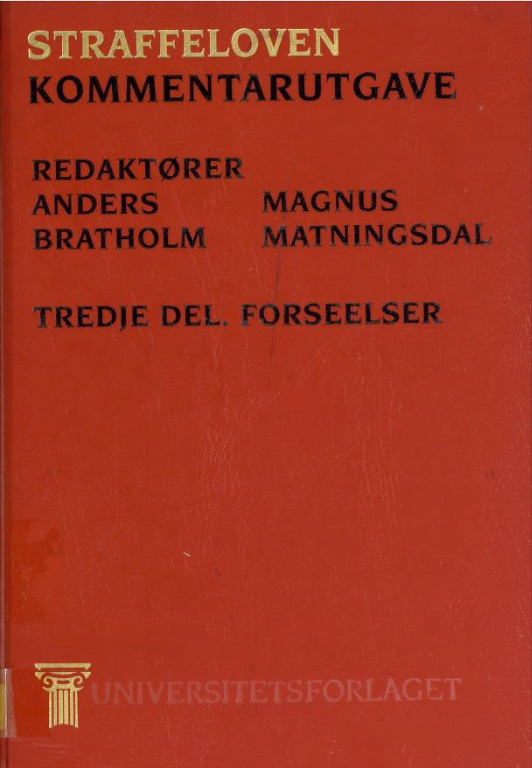 STRAFFELOVEN
KOMMENTARUTGAVE
REDAKTØRER
ANDERS MAGNUS
BRATHOLM MATNINGSDAL
TREDJE DEL. FORSEELSER
UNIVERSITETSFORLAGET